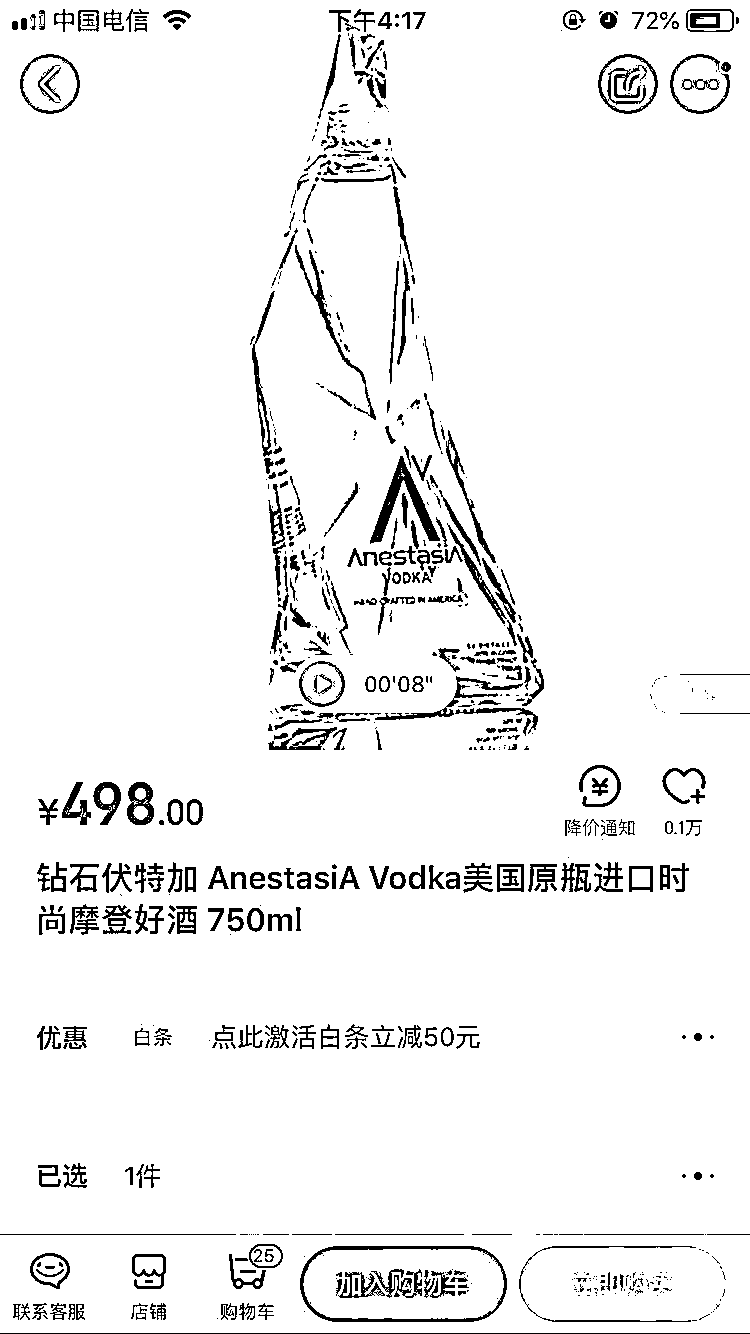 中国电信
下午4:17
72%
AnestasiA
VODKA
HAND CRAFTED IN AMERICA
00'08"
¥498.00
降价通知
0.1万
钻石伏特加 AnestasiA Vodka美国原瓶进口时
尚摩登好酒 750ml
优惠 白条 点此激活白条立减50元
已选 1件
联系客服
店铺
25
购物车
加入购物车
立即购买